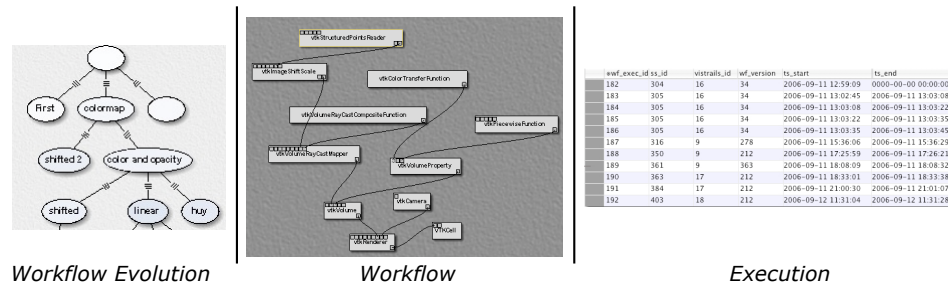 First
colormap
shifted 2
color and opacity
shifted
linear
huy
Workflow Evolution
vtkStructuredPointsReader
vtkImageShiftScale
vtkColorTransferFunction
vtkVolumeRayCastCompositeFunction
vtkPiecewiseFunction
vtkVolumeRayCastMapper
vtkVolumeProperty
vtkCamera
vtkVolume
VTKCell
vtkRenderer
Workflow
wf_exec_id ss_id vistrails_id wf_version ts_start ts_end
182 304 16 34 2006-09-11 12:59:09 0000-00-00 00:00:00
183 305 16 34 2006-09-11 13:02:45 2006-09-11 13:03:08
184 305 16 34 2006-09-11 13:03:08 2006-09-11 13:03:22
185 305 16 34 2006-09-11 13:03:22 2006-09-11 13:03:35
186 305 16 34 2006-09-11 13:03:35 2006-09-11 13:03:45
187 316 9 278 2006-09-11 15:36:06 2006-09-11 15:36:29
188 350 9 212 2006-09-11 17:25:59 2006-09-11 17:26:21
189 361 9 363 2006-09-11 18:08:09 2006-09-11 18:08:32
190 363 17 212 2006-09-11 18:33:01 2006-09-11 18:33:38
191 384 17 212 2006-09-11 21:00:30 2006-09-11 21:01:07
192 403 18 212 2006-09-12 11:31:04 2006-09-12 11:31:28
Execution